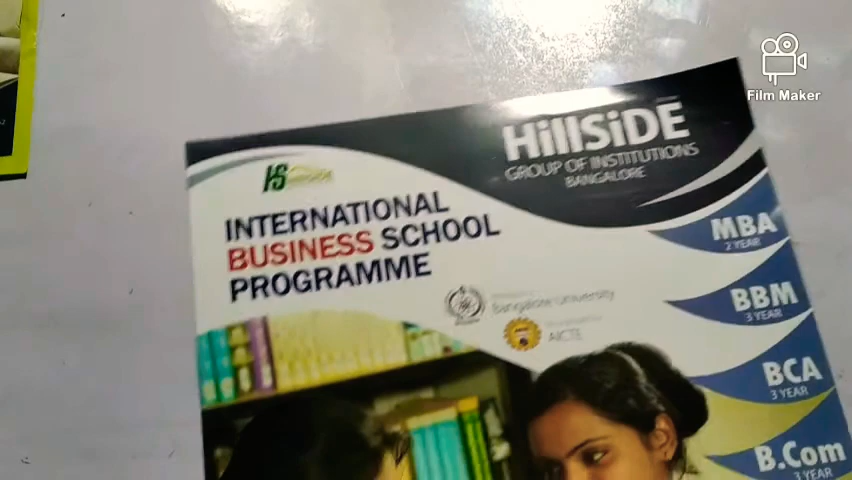 Film Maker
HillSiDE
GROUP OF INSTITUTIONS
BANGALORE
HS
INTERNATIONAL
BUSINESS SCHOOL
PROGRAMME
Bangalore University
AICTE
MBA
2 YEAR
BBM
3 YEAR
BCA
3 YEAR
B.Com
3 YEAR